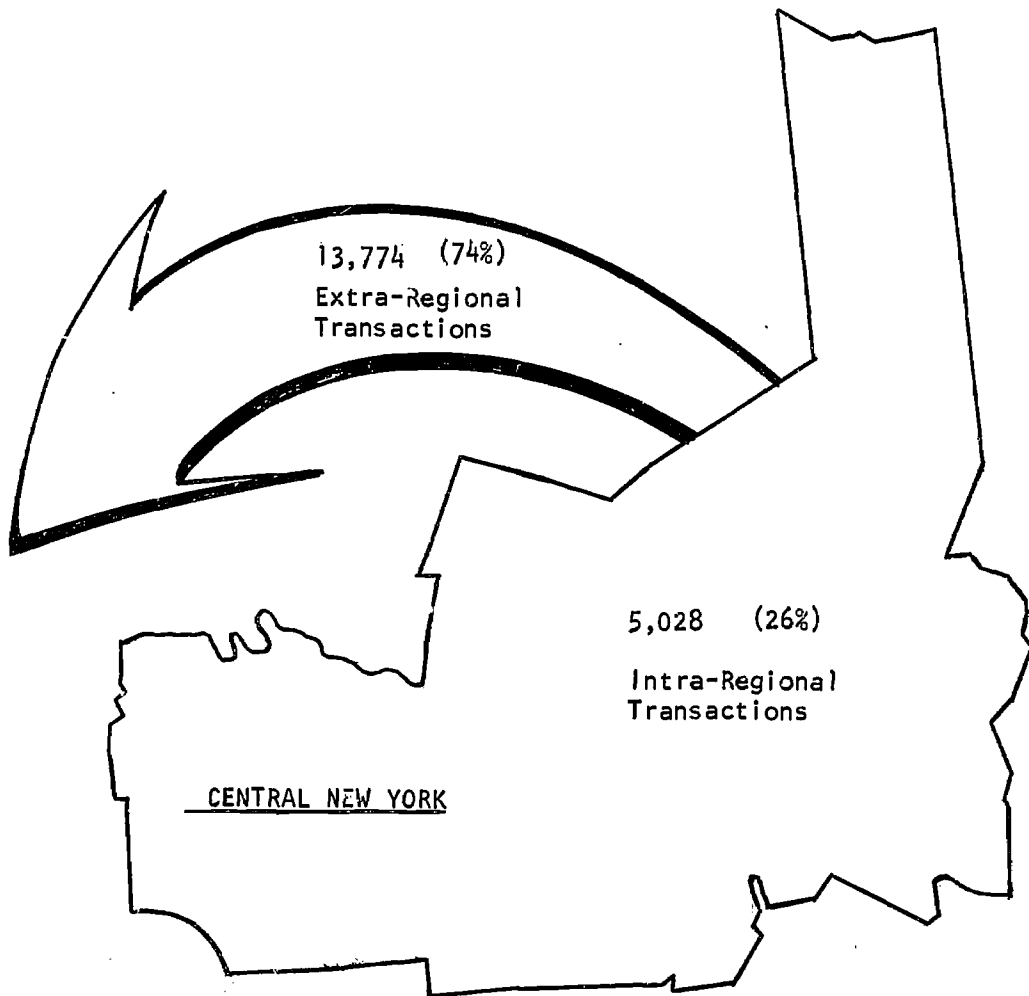 13,774 (74%)
Extra-Regional
Transactions
5,028 (26%)
Intra-Regional
Transactions
CENTRAL NEW YORK